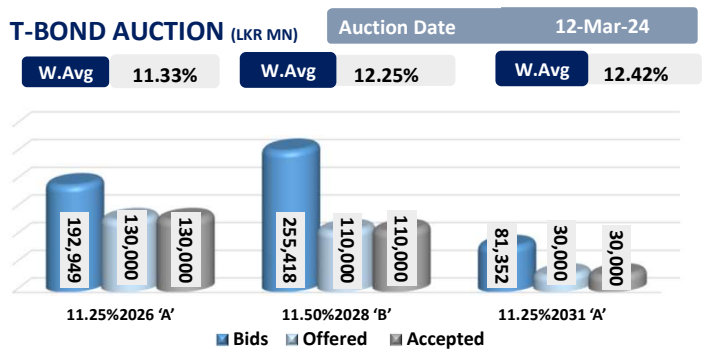 T-BOND AUCTION (LKR MN) Auction Date 12-Mar-24
W.Avg 11.33% W.Avg 12.25% W.Avg 12.42%
192,949 130,000 130,000 255,418 110,000 110,000 81,352 30,000 30,000
11.25%2026 ‘A’ 11.50%2028 ‘B’ 11.25%2031 ‘A’
Bids Offered Accepted